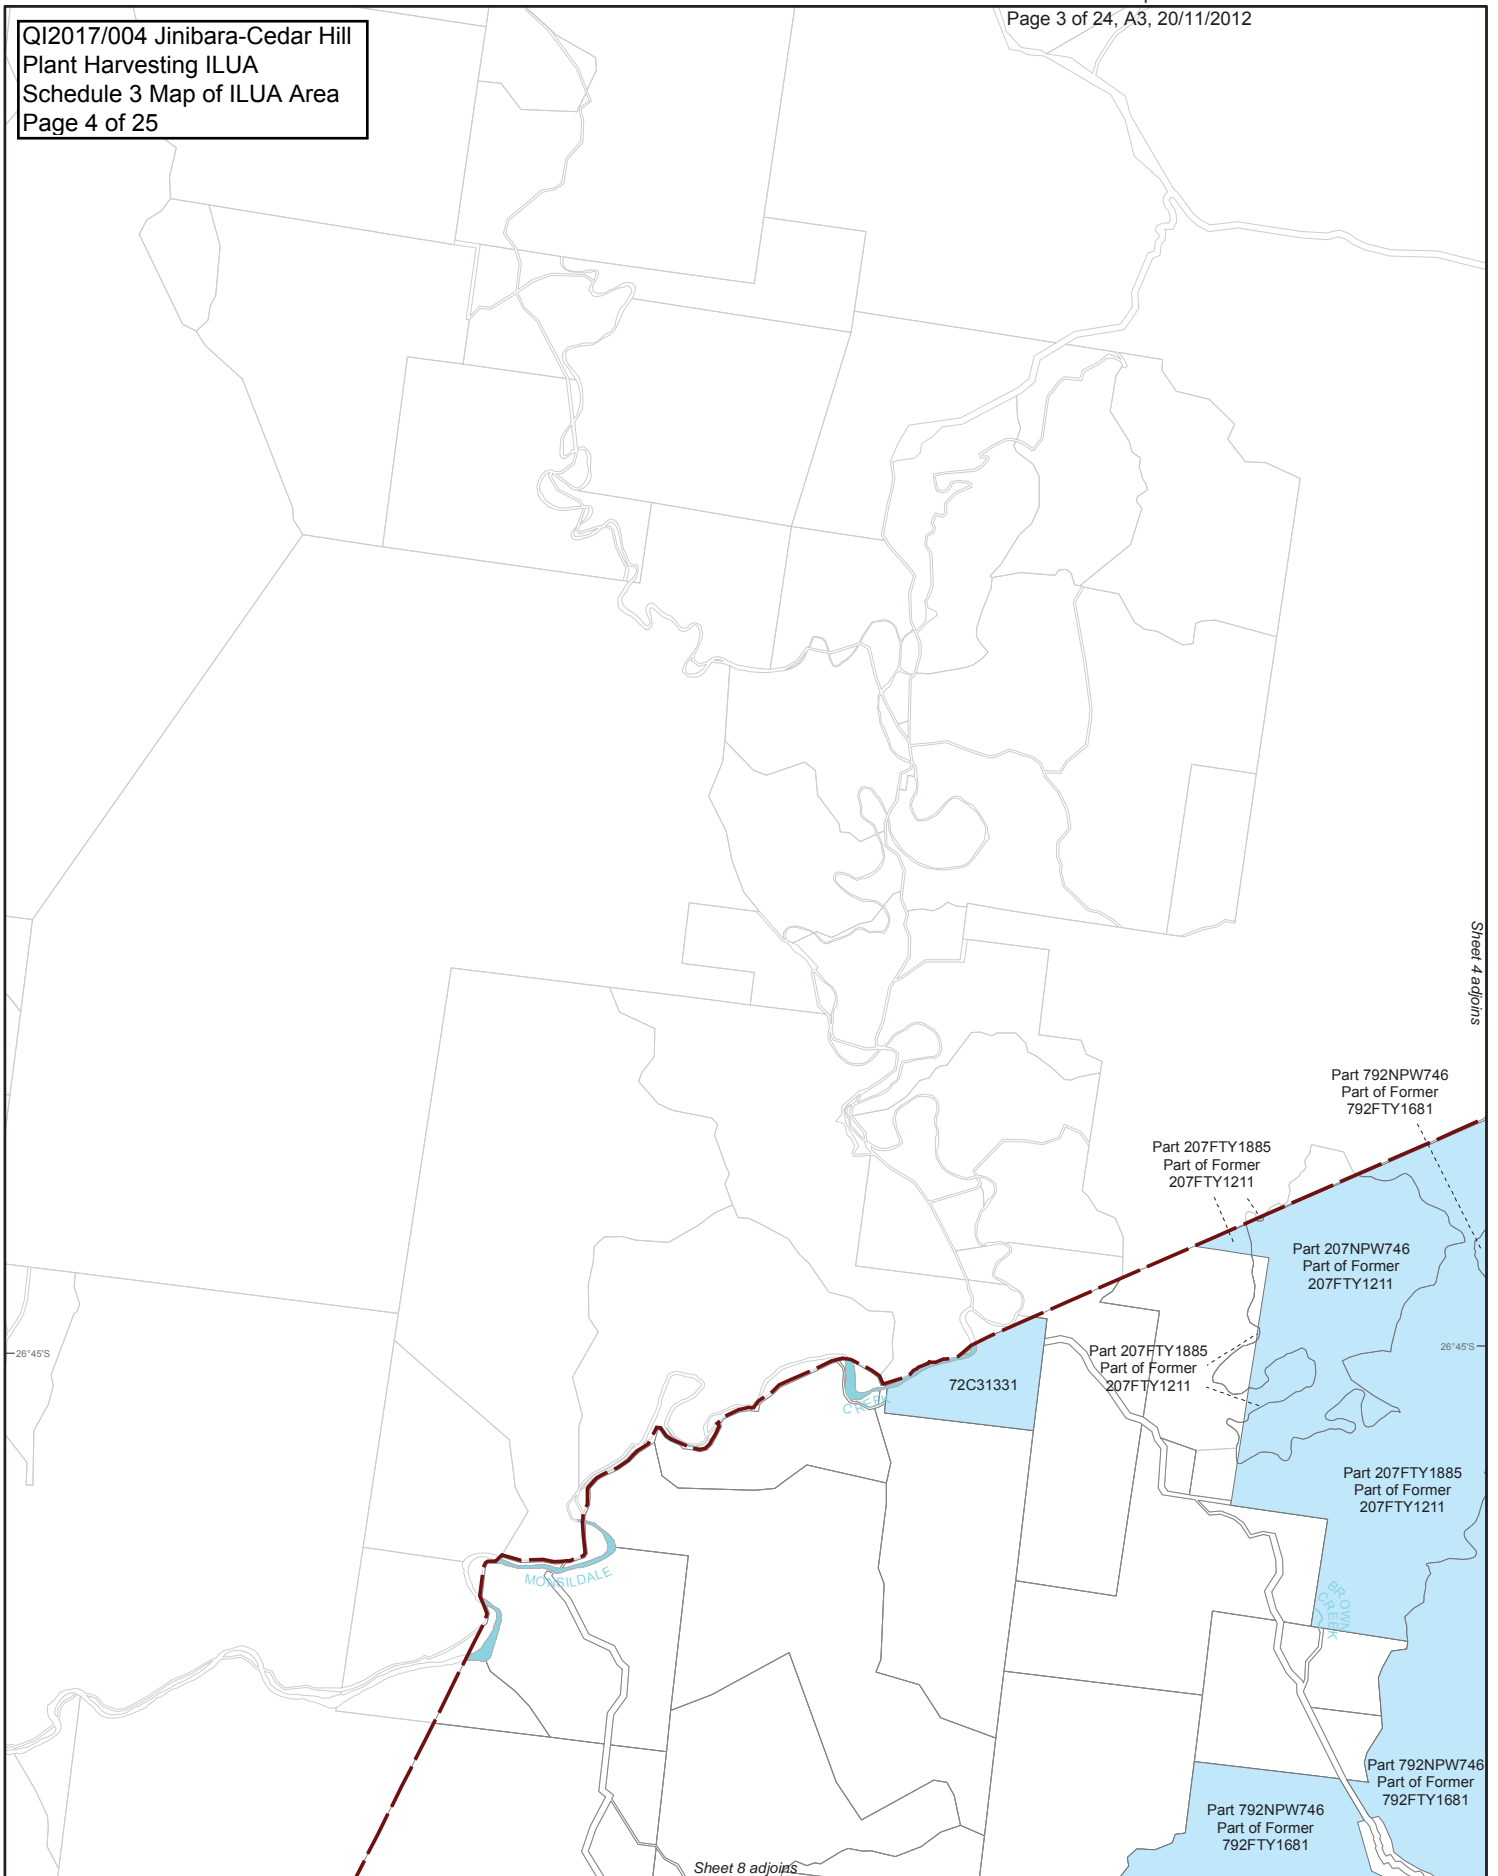 Page 3 of 24, A3, 20/11/2012
QI2017/004 Jinibara-Cedar Hill
Plant Harvesting ILUA
Schedule 3 Map of ILUA Area
Page 4 of 25
Sheet 4 adjoins
Part 792NPW746
Part of Former
792FTY1681
Part 207FTY1885
Part of Former
207FTY1211
Part 207NPW746
Part of Former
207FTY1211
26°45'S
26°45'S
Part 207FTY1885
Part of Former
207FTY1211
72C31331
CREEK
Part 207FTY1885
Part of Former
207FTY1211
MONSILDALE
BROWN
CREEK
Part 792NPW746
Part of Former
792FTY1681
Part 792NPW746
Part of Former
792FTY1681
Sheet 8 adjoins